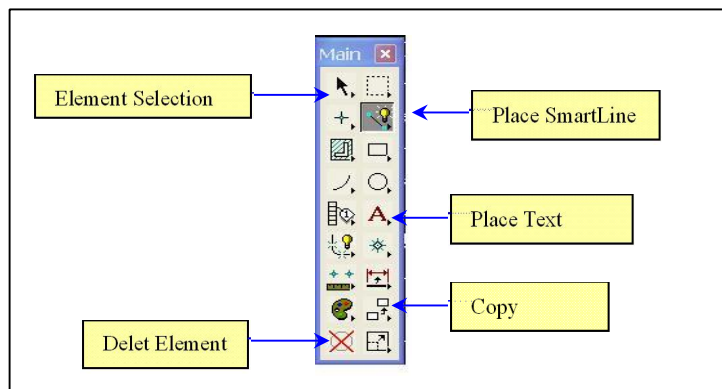 Main
Element Selection
Place SmartLine
Place Text
Copy
Delet Element